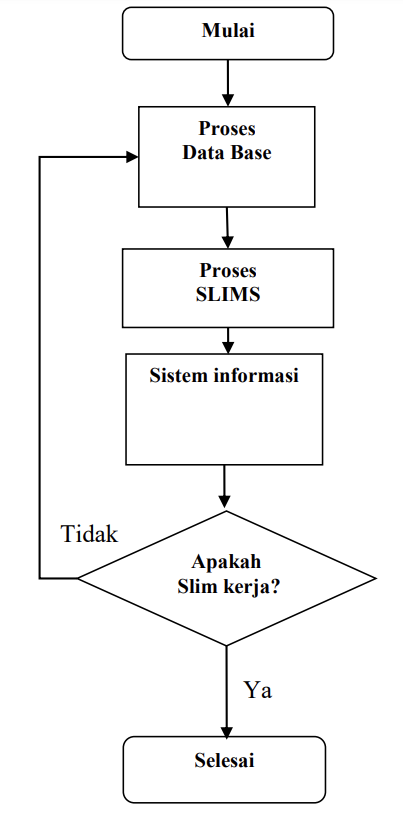 Mulai
Proses
Data Base
Proses
SLIMS
Sistem informasi
Tidak
Apakah
Slim kerja?
Ya
Selesai